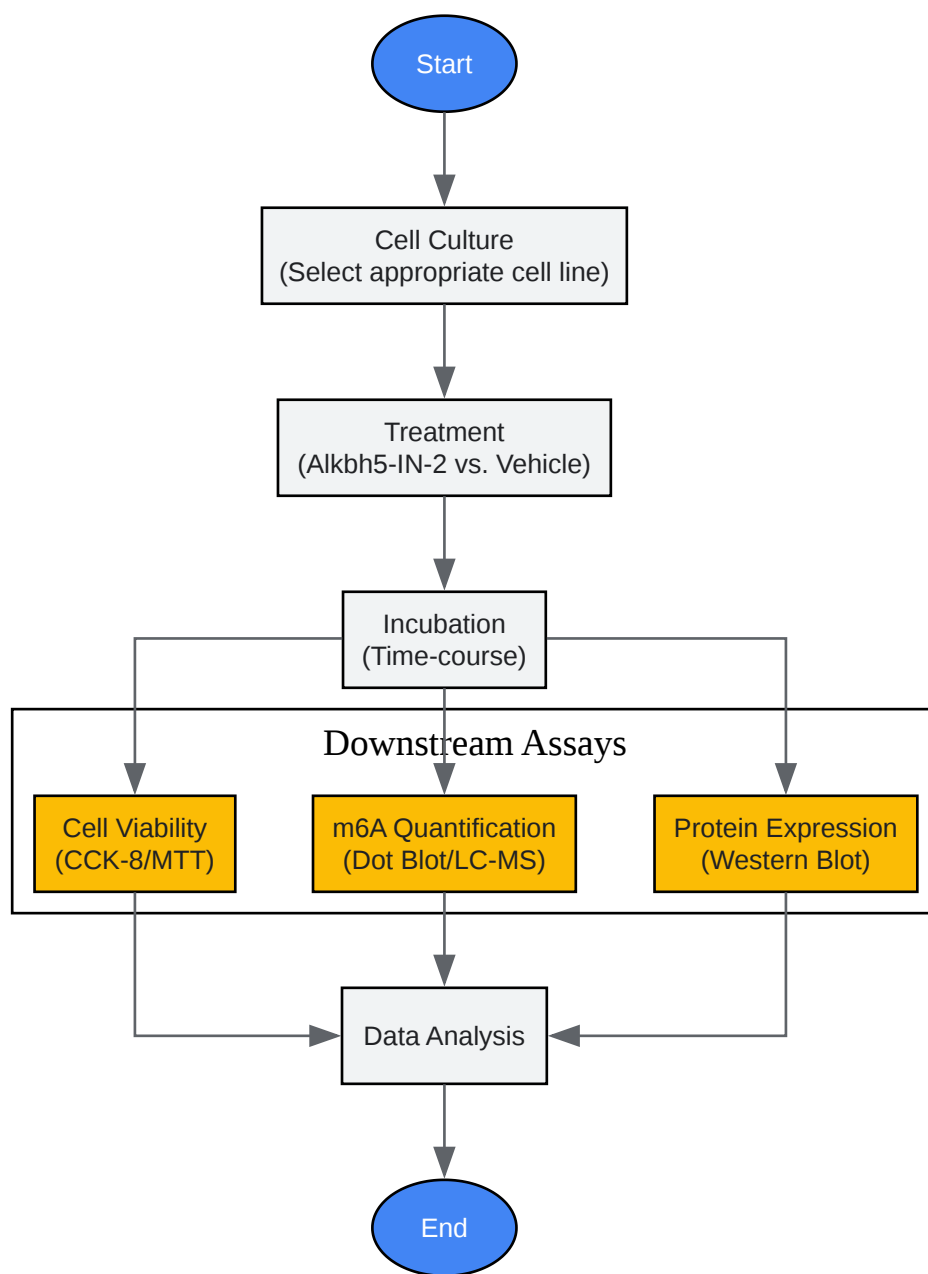 Start
Cell Culture
(Select appropriate cell line)
Treatment
(Alkbh5-IN-2 vs. Vehicle)
Incubation
(Time-course)
Downstream Assays
Cell Viability
(CCK-8/MTT)
m6A Quantification
(Dot Blot/LC-MS)
Protein Expression
(Western Blot)
Data Analysis
End